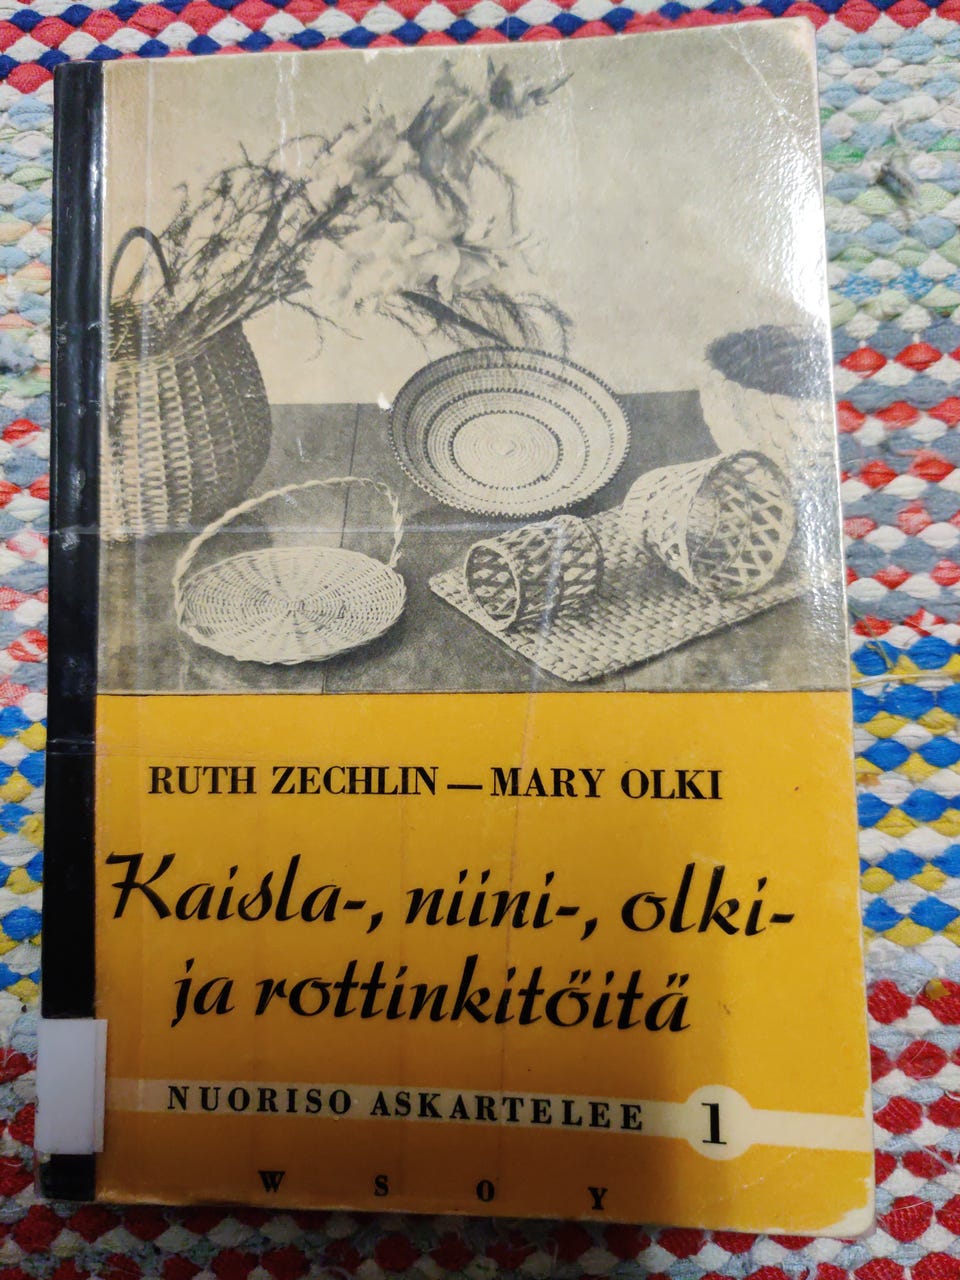 RUTH ZECHLIN — MARY OLKI
Kaisla-, niini-, olki-
ja rottinkitöitä
NUORISO ASKARTELEE 1
W S O Y